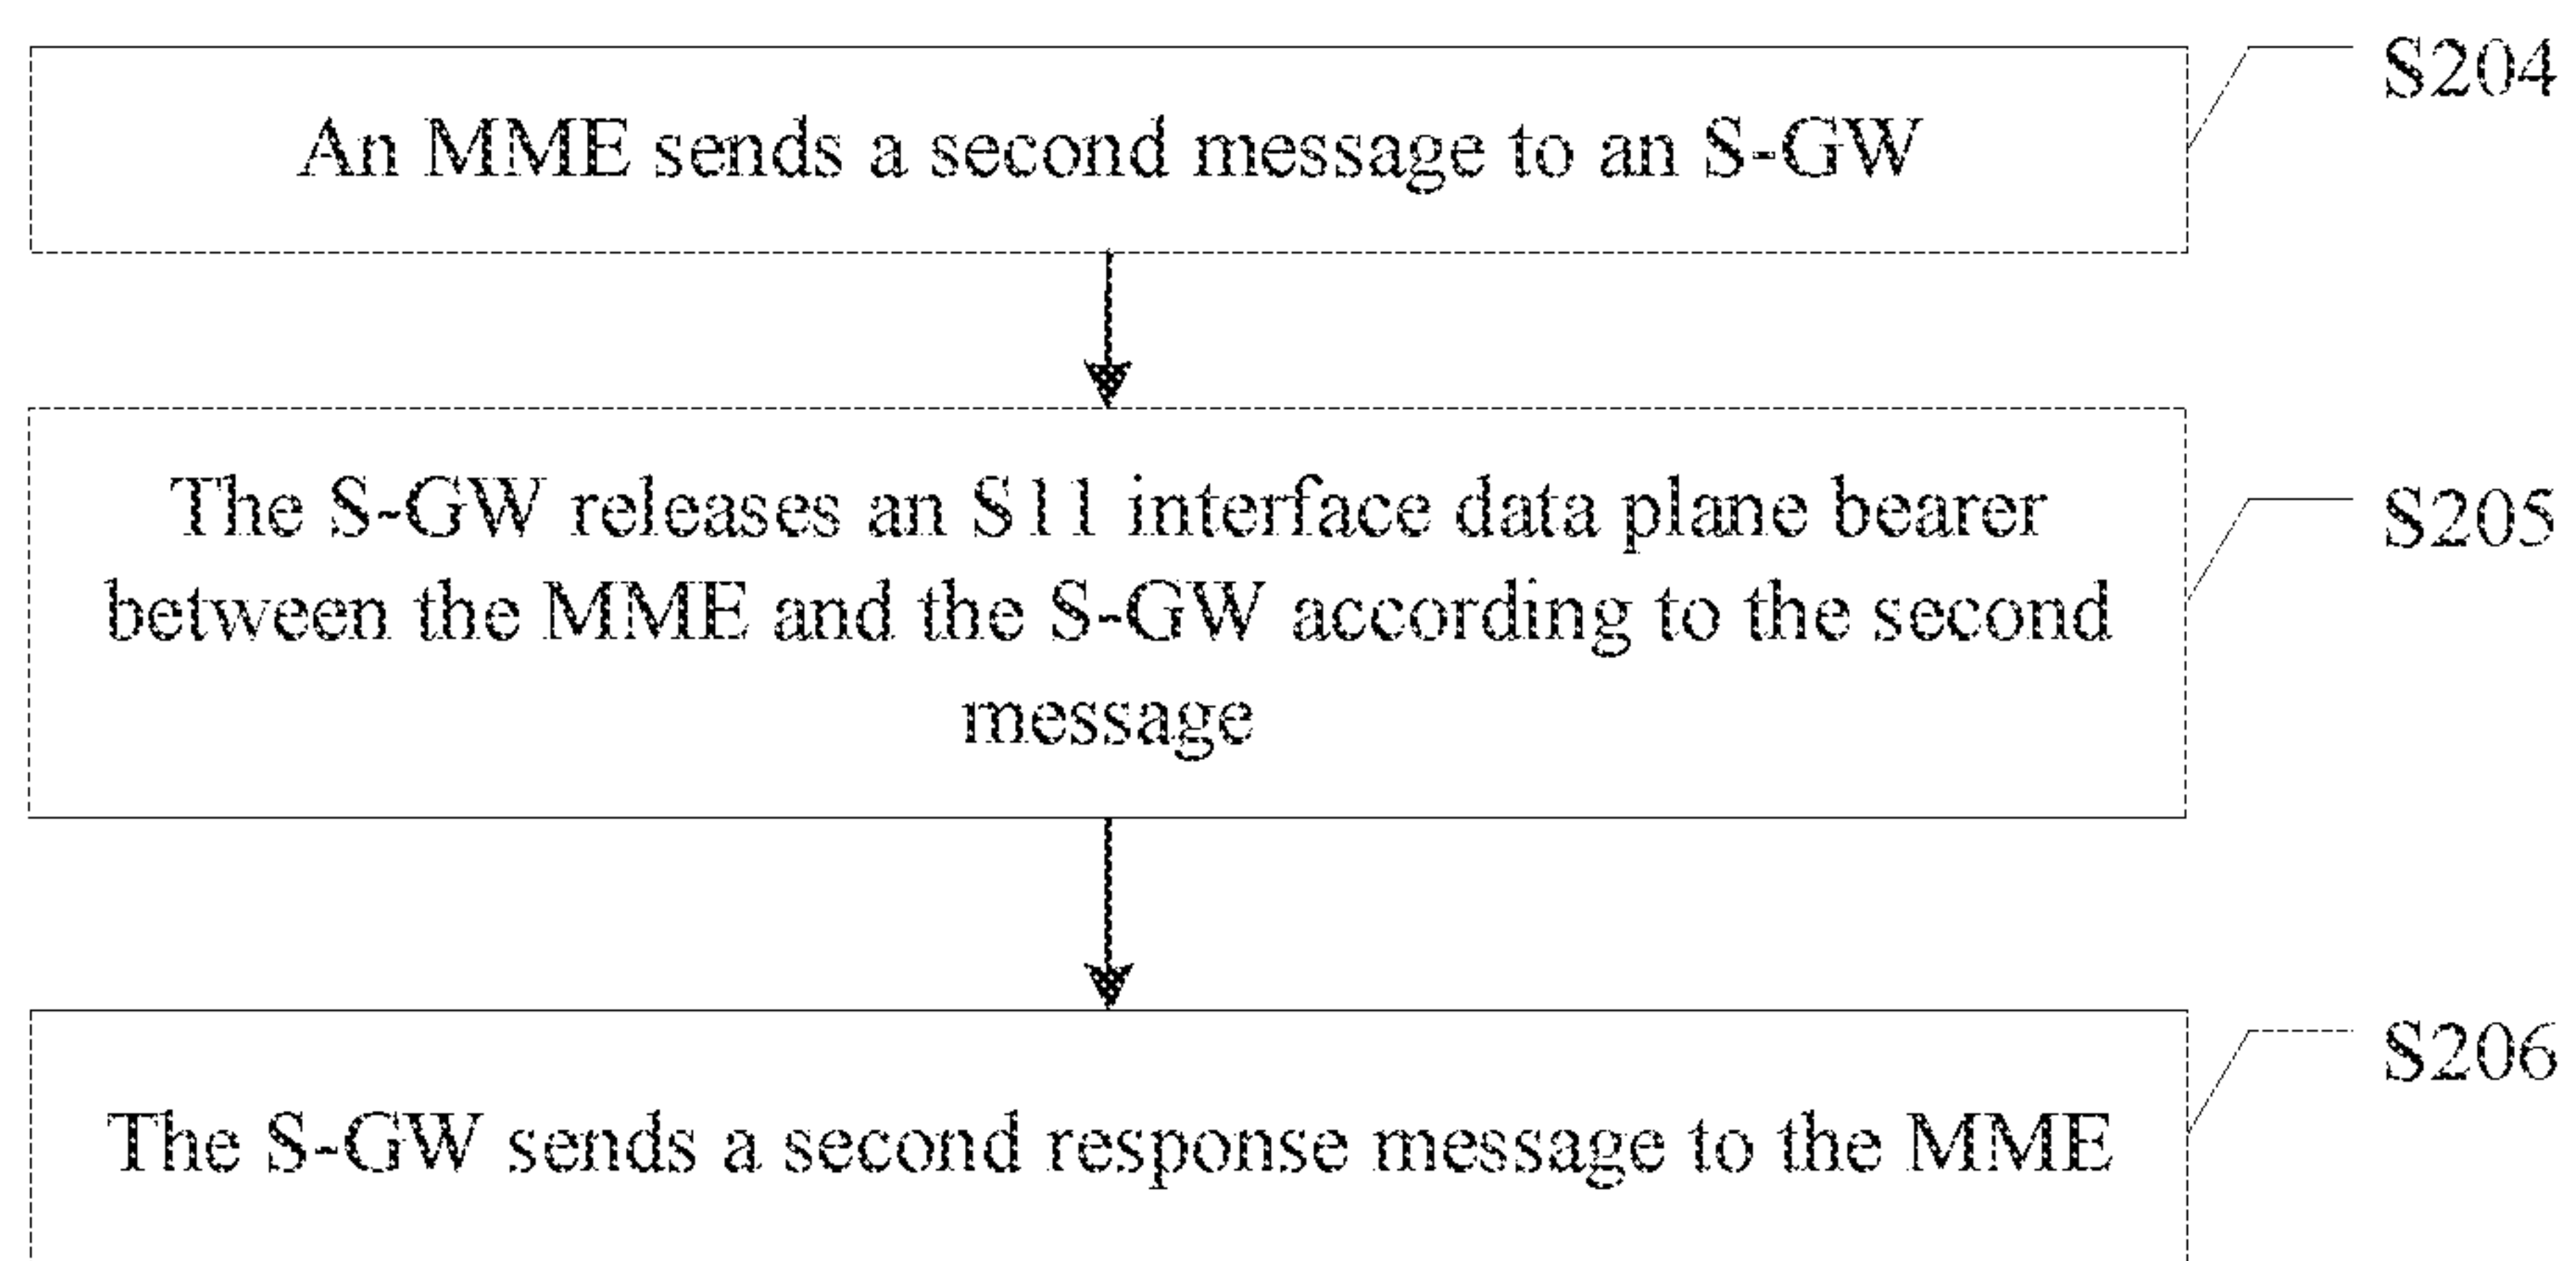 An MME sends a second message to an S-GW
S204
The S-GW releases an S11 interface data plane bearer
between the MME and the S-GW according to the second
message
S205
The S-GW sends a second response message to the MME
S206